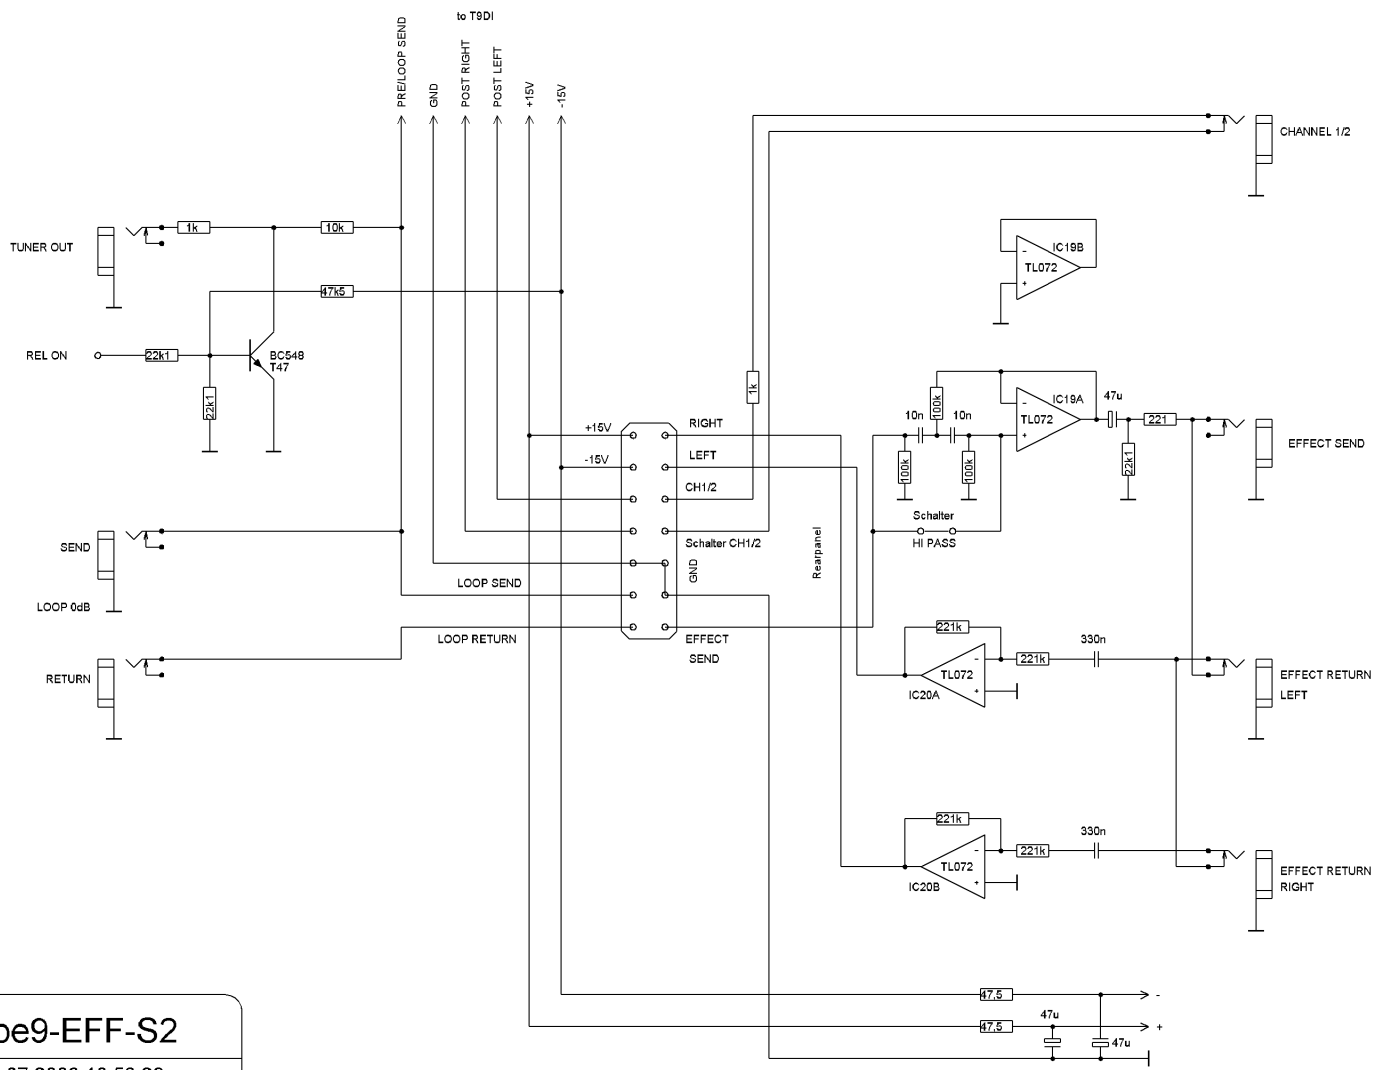 to T9DI
PRE/LOOP SEND
GND
POST RIGHT
POST LEFT
+15V
-15V
CHANNEL 1/2
TUNER OUT
1k
10k
47k5
REL ON
22k1
BC548
T47
22k1
IC19B
TL072
-
+
1k
+15V
-15V
RIGHT
LEFT
CH1/2
Schalter CH1/2
GND
LOOP SEND
LOOP RETURN
EFFECT
SEND
Rearpanel
10n
100k
10n
100k
100k
IC19A
TL072
-
+
47u
221
22k1
EFFECT SEND
Schalter
HI PASS
SEND
LOOP 0dB
RETURN
221k
TL072
-
+
IC20A
221k
330n
EFFECT RETURN
LEFT
221k
TL072
-
+
IC20B
221k
330n
EFFECT RETURN
RIGHT
47,5
-
47,5
47u
+
47u
be9-EFF-S2